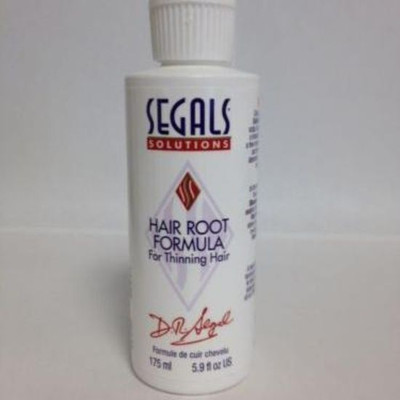 SEGALS
SOLUTIONS
HAIR ROOT
FORMULA
For Thinning Hair
D.R. Segal
Formule de cuir chevelu
175 ml 5.9 fl oz US